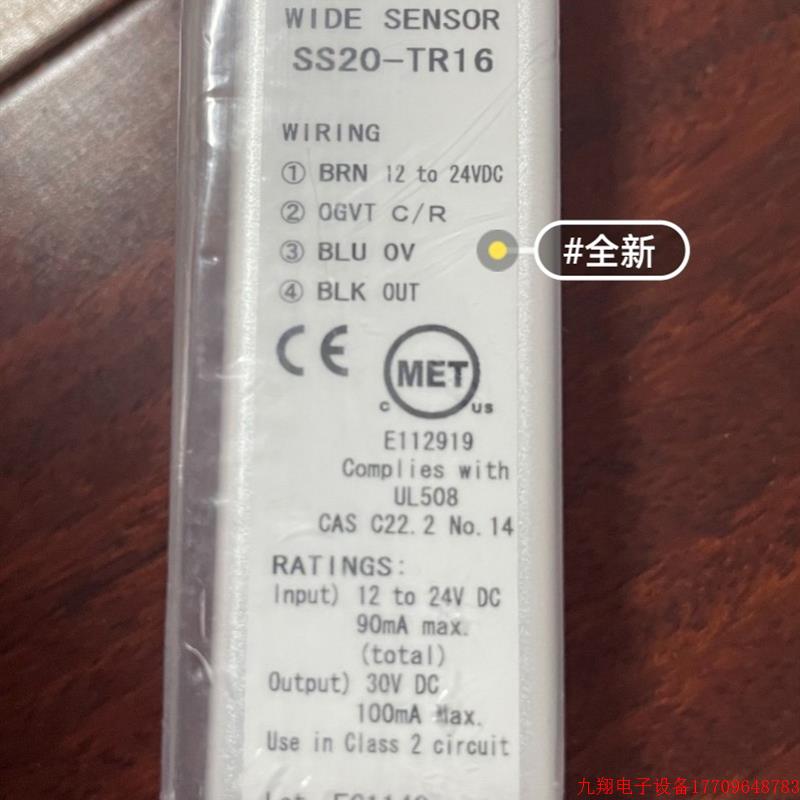 WIDE SENSOR
SS20-TR16
WIRING
① BRN 12 to 24VDC
② OGVT C/R
③ BLU 0V
④ BLK OUT
#全新
CE
MET
C US
E112919
Complies with
UL508
CAS C22.2 No.14
RATINGS:
Input) 12 to 24V DC
90mA max.
(total)
Output) 30V DC
100mA Max.
Use in Class 2 circuit
九翔电子设备17709648783